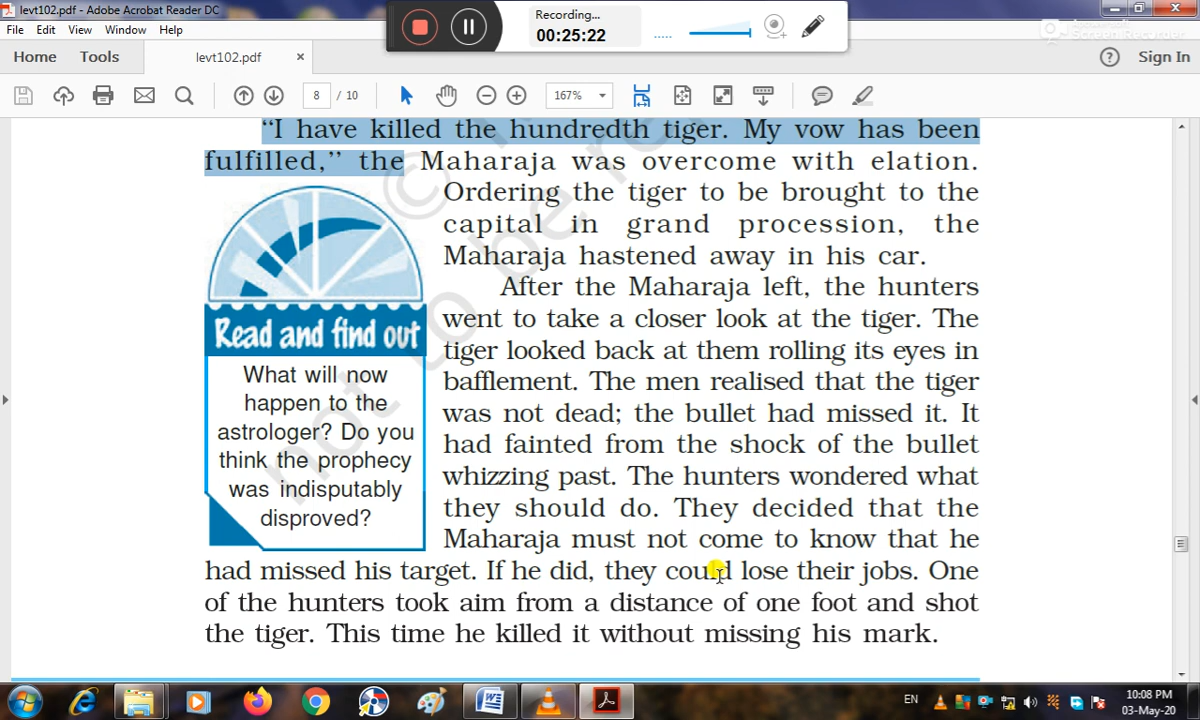 levt102.pdf - Adobe Acrobat Reader DC
Recording...
00:25:22
File Edit View Window Help
Home Tools levt102.pdf × Sign In
8 / 10 167%
“I have killed the hundredth tiger. My vow has been
fulfilled,” the Maharaja was overcome with elation.
Ordering the tiger to be brought to the
capital in grand procession, the
Maharaja hastened away in his car.
After the Maharaja left, the hunters
went to take a closer look at the tiger. The
tiger looked back at them rolling its eyes in
bafflement. The men realised that the tiger
was not dead; the bullet had missed it. It
had fainted from the shock of the bullet
whizzing past. The hunters wondered what
they should do. They decided that the
Maharaja must not come to know that he
had missed his target. If he did, they could lose their jobs. One
of the hunters took aim from a distance of one foot and shot
the tiger. This time he killed it without missing his mark.
Read and find out
What will now
happen to the
astrologer? Do you
think the prophecy
was indisputably
disproved?
not to be re
EN
10:08 PM
03-May-20